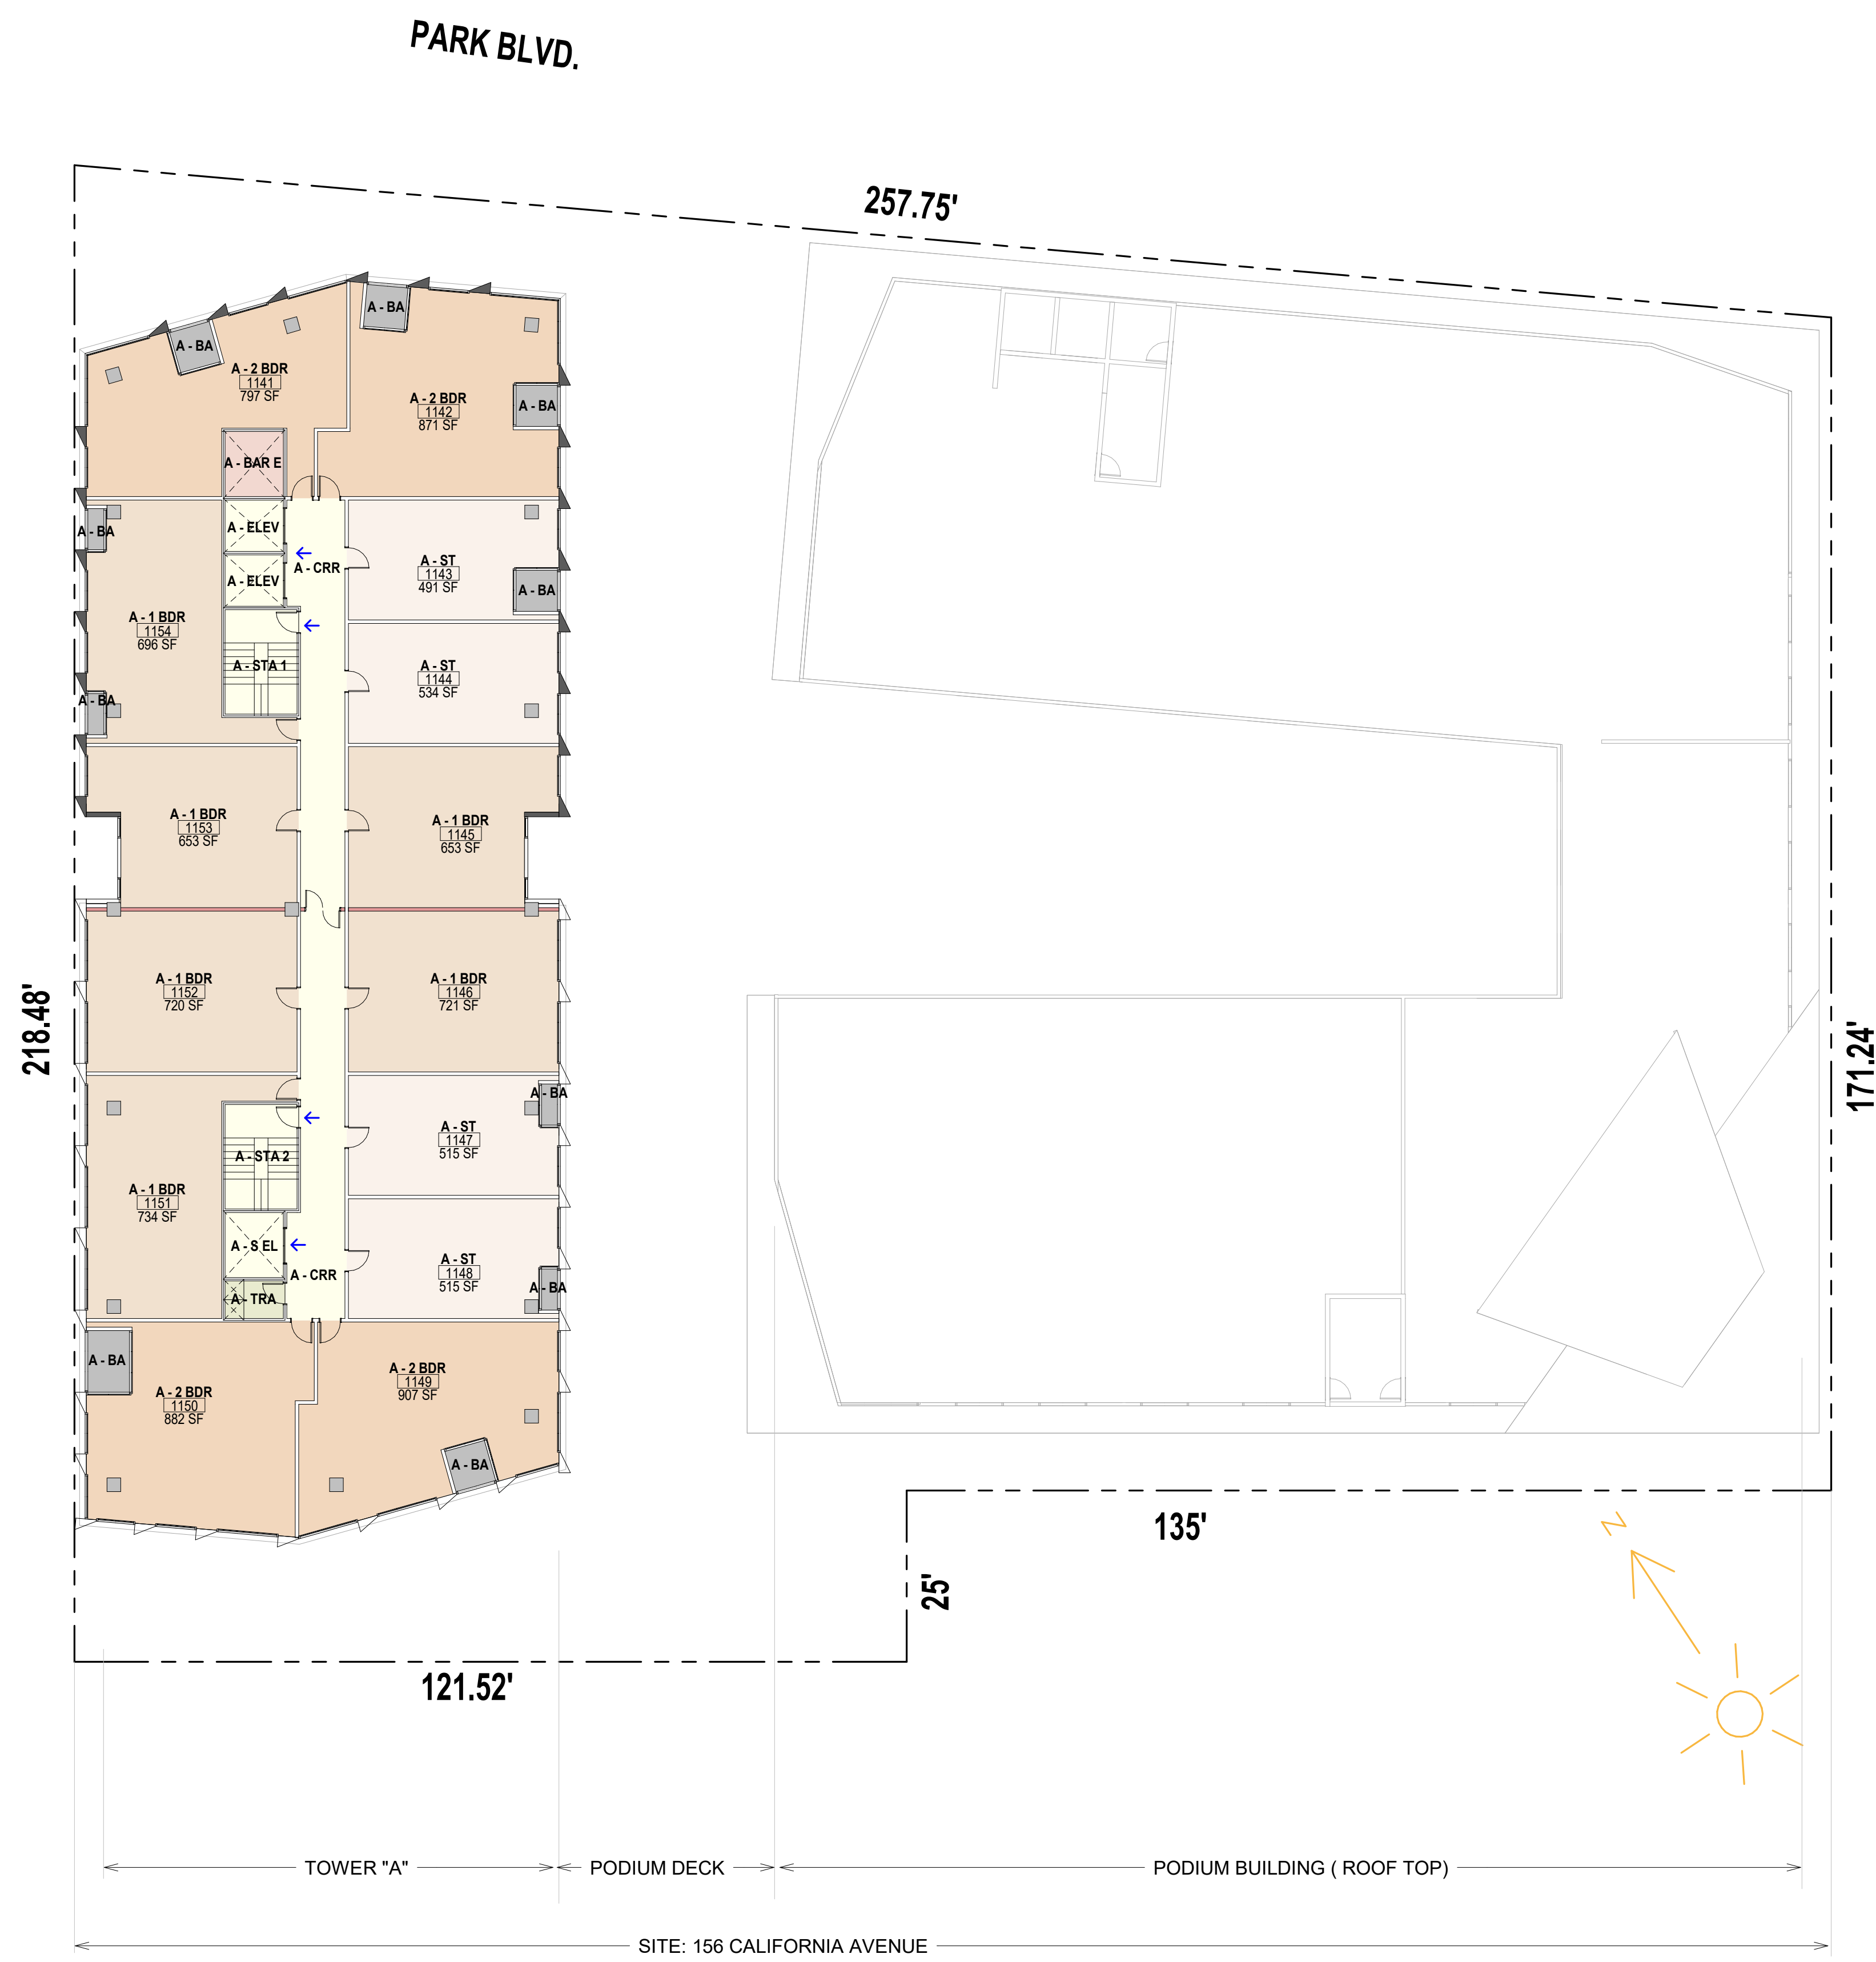 PARK BLVD.
257.75'
A - BA
A - BA
A - 2 BDR
1141
797 SF
A - 2 BDR
1142
871 SF
A - BA
A - BAR E
A - BA
A - ELEV
A - CRR
A - ELEV
A - ST
1143
491 SF
A - BA
A - 1 BDR
1154
696 SF
A - STA 1
A - ST
1144
534 SF
A - BA
A - 1 BDR
1153
653 SF
A - 1 BDR
1145
653 SF
A - 1 BDR
1152
720 SF
A - 1 BDR
1146
721 SF
218.48'
171.24'
A - BA
A - ST
1147
515 SF
A - STA 2
A - 1 BDR
1151
734 SF
A - S EL
A - CRR
A - TRA
A - ST
1148
515 SF
A - BA
A - BA
A - 2 BDR
1150
882 SF
A - 2 BDR
1149
907 SF
A - BA
135'
25'
N
121.52'
TOWER "A"
PODIUM DECK
PODIUM BUILDING ( ROOF TOP)
SITE: 156 CALIFORNIA AVENUE